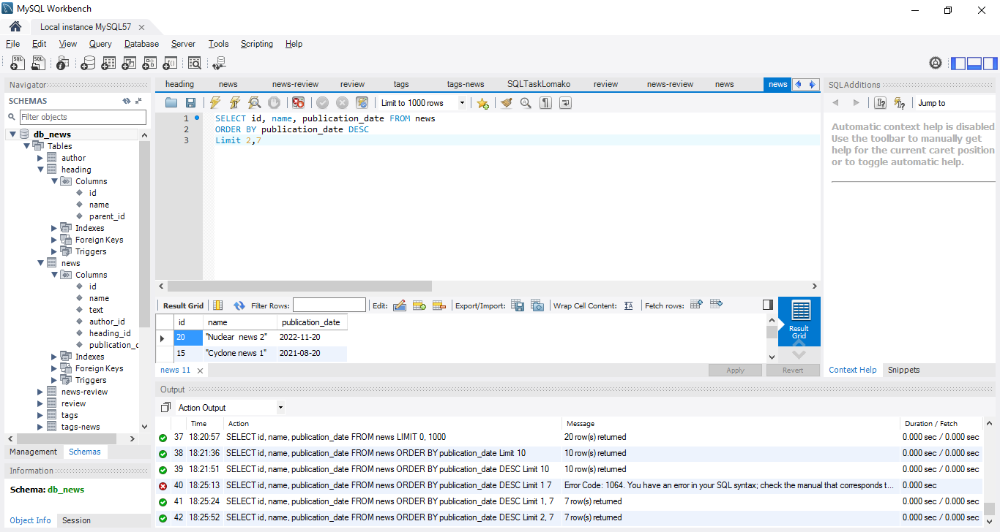 MySQL Workbench
Local instance MySQL57
File Edit View Query Database Server Tools Scripting Help
Navigator
SCHEMAS
Filter objects
db_news
Tables
author
heading
Columns
id
name
parent_id
Indexes
Foreign Keys
Triggers
news
Columns
id
name
text
author_id
heading_id
publication_c
Indexes
Foreign Keys
Triggers
news-review
review
tags
tags-news
Management Schemas
Information
Schema: db_news
Object Info Session
heading news news-review review tags tags-news SQLTaskLomako review news-review news news
Limit to 1000 rows
1 SELECT id, name, publication_date FROM news
2 ORDER BY publication_date DESC
3 Limit 2,7
Result Grid Filter Rows: Edit: Export/Import: Wrap Cell Content: Fetch rows:
id name publication_date
20 "Nuclear news 2" 2022-11-20
15 "Cyclone news 1" 2021-08-20
Result
Grid
news 11
Apply Revert
SQLAdditions
Jump to
Automatic context help is disabled.
Use the toolbar to manually get
help for the current caret position
or to toggle automatic help.
Context Help Snippets
Output
Action Output
Time Action Message Duration / Fetch
37 18:20:57 SELECT id, name, publication_date FROM news LIMIT 0, 1000 20 row(s) returned 0.000 sec / 0.000 sec
38 18:21:36 SELECT id, name, publication_date FROM news ORDER BY publication_date Limit 10 10 row(s) returned 0.000 sec / 0.000 sec
39 18:21:51 SELECT id, name, publication_date FROM news ORDER BY publication_date DESC Limit 10 10 row(s) returned 0.000 sec / 0.000 sec
40 18:25:13 SELECT id, name, publication_date FROM news ORDER BY publication_date DESC Limit 1 7 Error Code: 1064. You have an error in your SQL syntax; check the manual that corresponds t... 0.000 sec
41 18:25:24 SELECT id, name, publication_date FROM news ORDER BY publication_date DESC Limit 1, 7 7 row(s) returned 0.000 sec / 0.000 sec
42 18:25:52 SELECT id, name, publication_date FROM news ORDER BY publication_date DESC Limit 2, 7 7 row(s) returned 0.000 sec / 0.000 sec